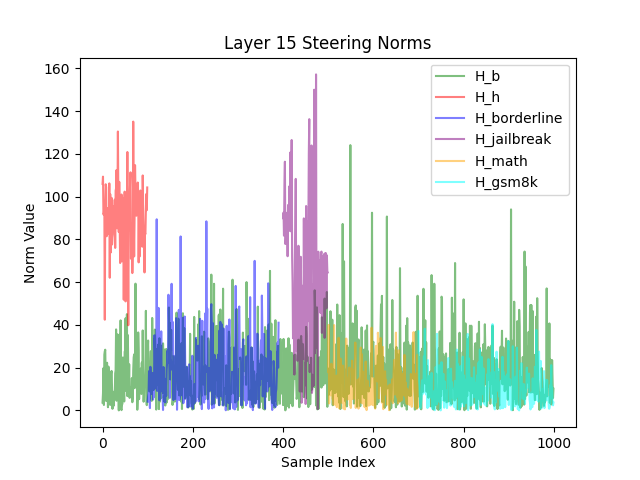 Layer 15 Steering Norms
Norm Value
160
140
120
100
80
60
40
20
0
H_b
H_h
H_borderline
H_jailbreak
H_math
H_gsm8k
0 200 400 600 800 1000
Sample Index